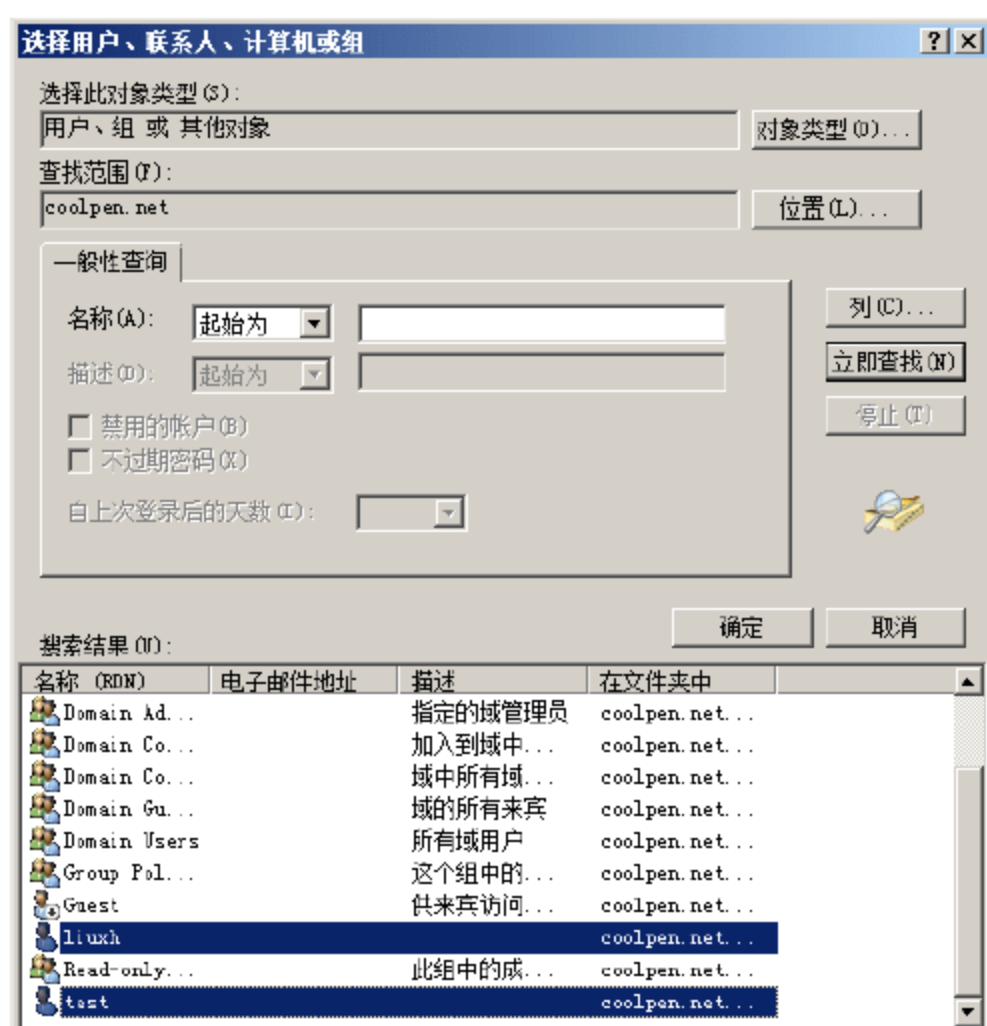 选择用户、联系人、计算机或组
选择此对象类型(S):
用户、组 或 其他对象 对象类型(O)...
查找范围(F):
coolpen.net 位置(L)...
一般性查询
名称(A): 起始为 列(C)...
描述(D): 起始为 立即查找(N)
禁用的帐户(B) 停止(T)
不过期密码(X)
自上次登录后的天数(I):
确定 取消
搜索结果(U):
名称 (RDN) 电子邮件地址 描述 在文件夹中
Domain Ad... 指定的域管理员 coolpen.net...
Domain Co... 加入到域中... coolpen.net...
Domain Co... 域中所有域... coolpen.net...
Domain Gu... 域的所有来宾 coolpen.net...
Domain Users 所有域用户 coolpen.net...
Group Pol... 这个组中的... coolpen.net...
Guest 供来宾访问... coolpen.net...
liuxh coolpen.net...
Read-only... 此组中的成... coolpen.net...
test coolpen.net...